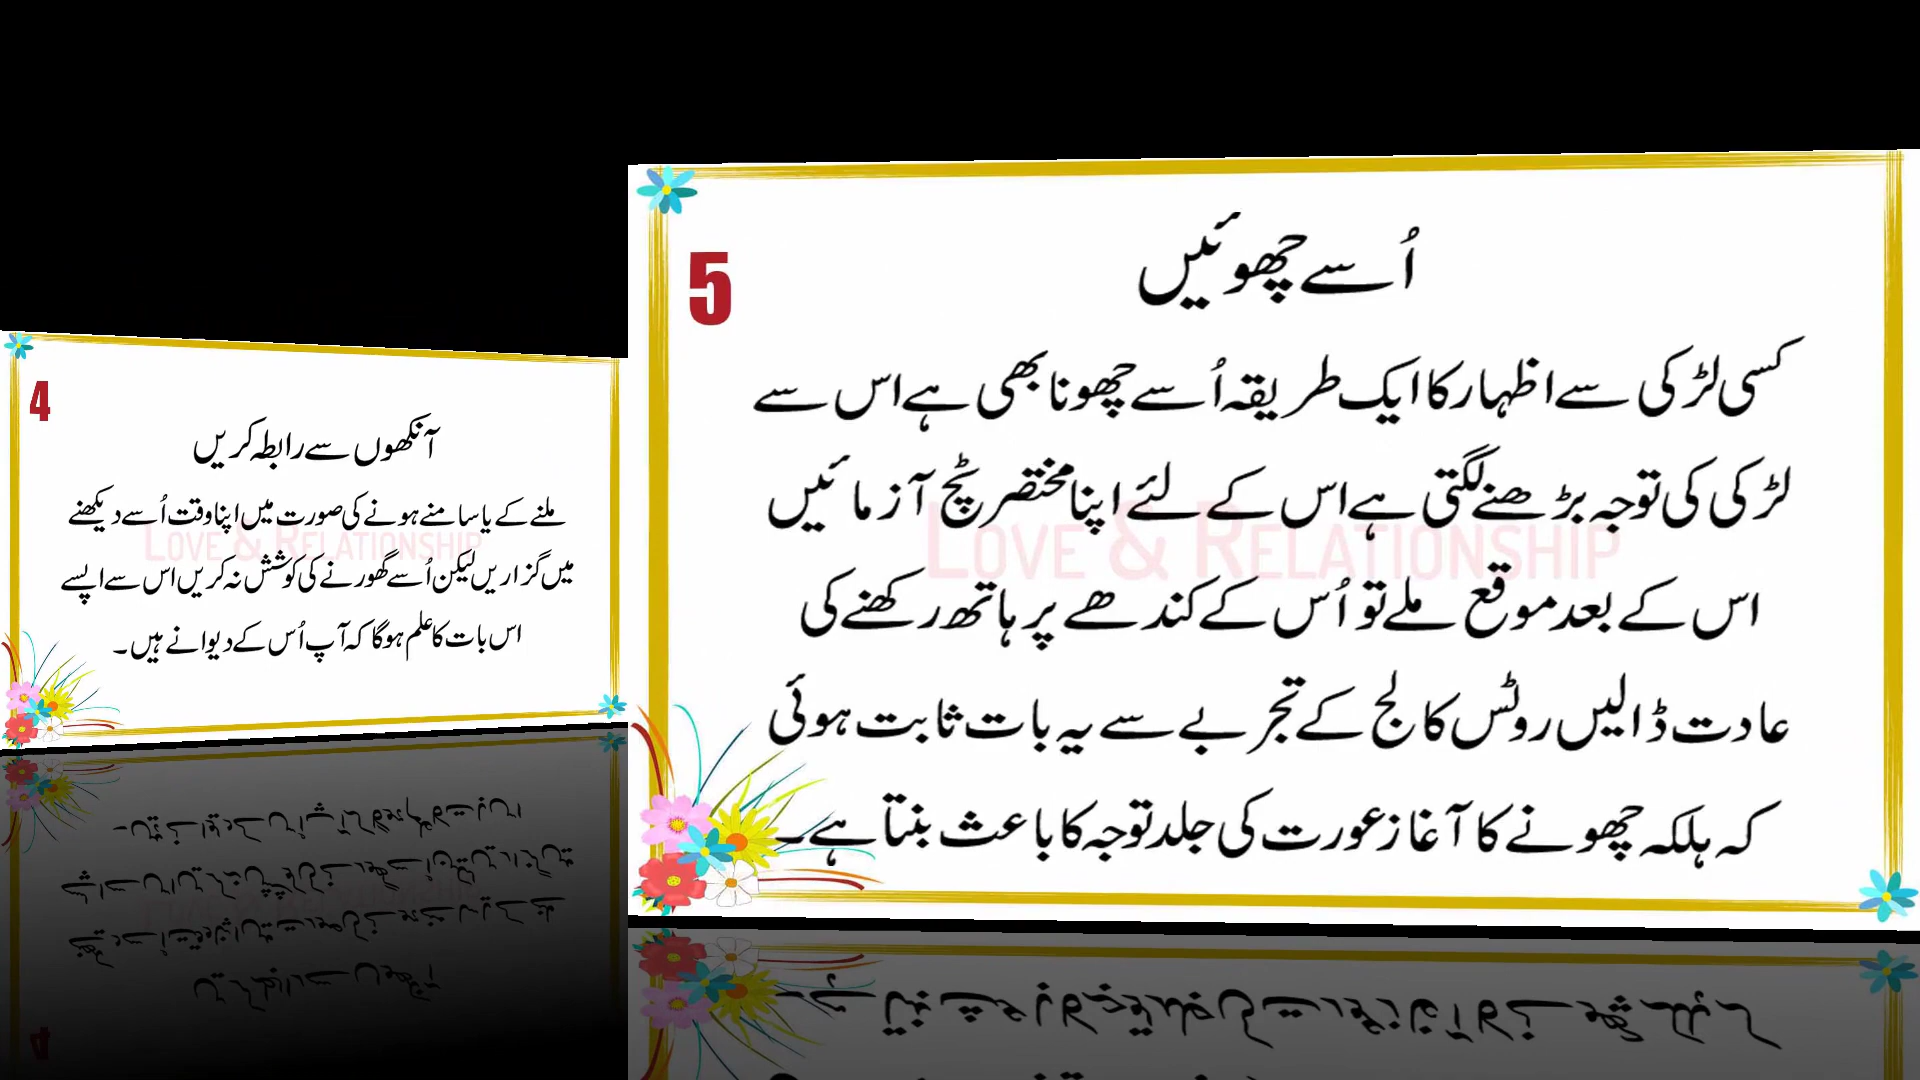 4
آنکھوں سے رابطہ کریں
ملنے کے یا سامنے ہونے کی صورت میں اپنا وقت اُسے دیکھنے
میں گزاریں لیکن اُسے گھورنے کی کوشش نہ کریں اس سے اپسے
اس بات کا علم ہوگا کہ آپ اُس کے دیوانے ہیں ۔
LOVE & RELATIONSHIP
5
اُسے چھوئیں
کسی لڑکی سے اظہار کا ایک طریقہ اُسے چھونا بھی ہے اس سے
لڑکی کی توجہ بڑھنے لگتی ہے اس کے لئے اپنا مختصر ٹچ آزمائیں
اس کے بعد موقع ملے تو اُس کے کندھے پر ہاتھ رکھنے کی
عادت ڈالیں روٹس کالج کے تجربے سے یہ بات ثابت ہوئی
کہ ہلکہ چھونے کا آغاز عورت کی جلد توجہ کا باعث بنتا ہے۔
LOVE & RELATIONSHIP